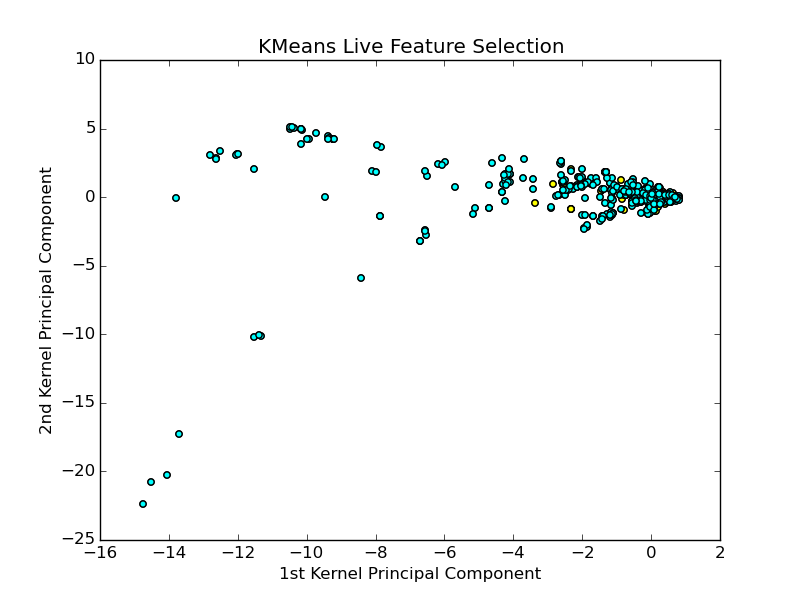 KMeans Live Feature Selection
10
5
0
−5
−10
−15
−20
−25
2nd Kernel Principal Component
−16 −14 −12 −10 −8 −6 −4 −2 0 2
1st Kernel Principal Component